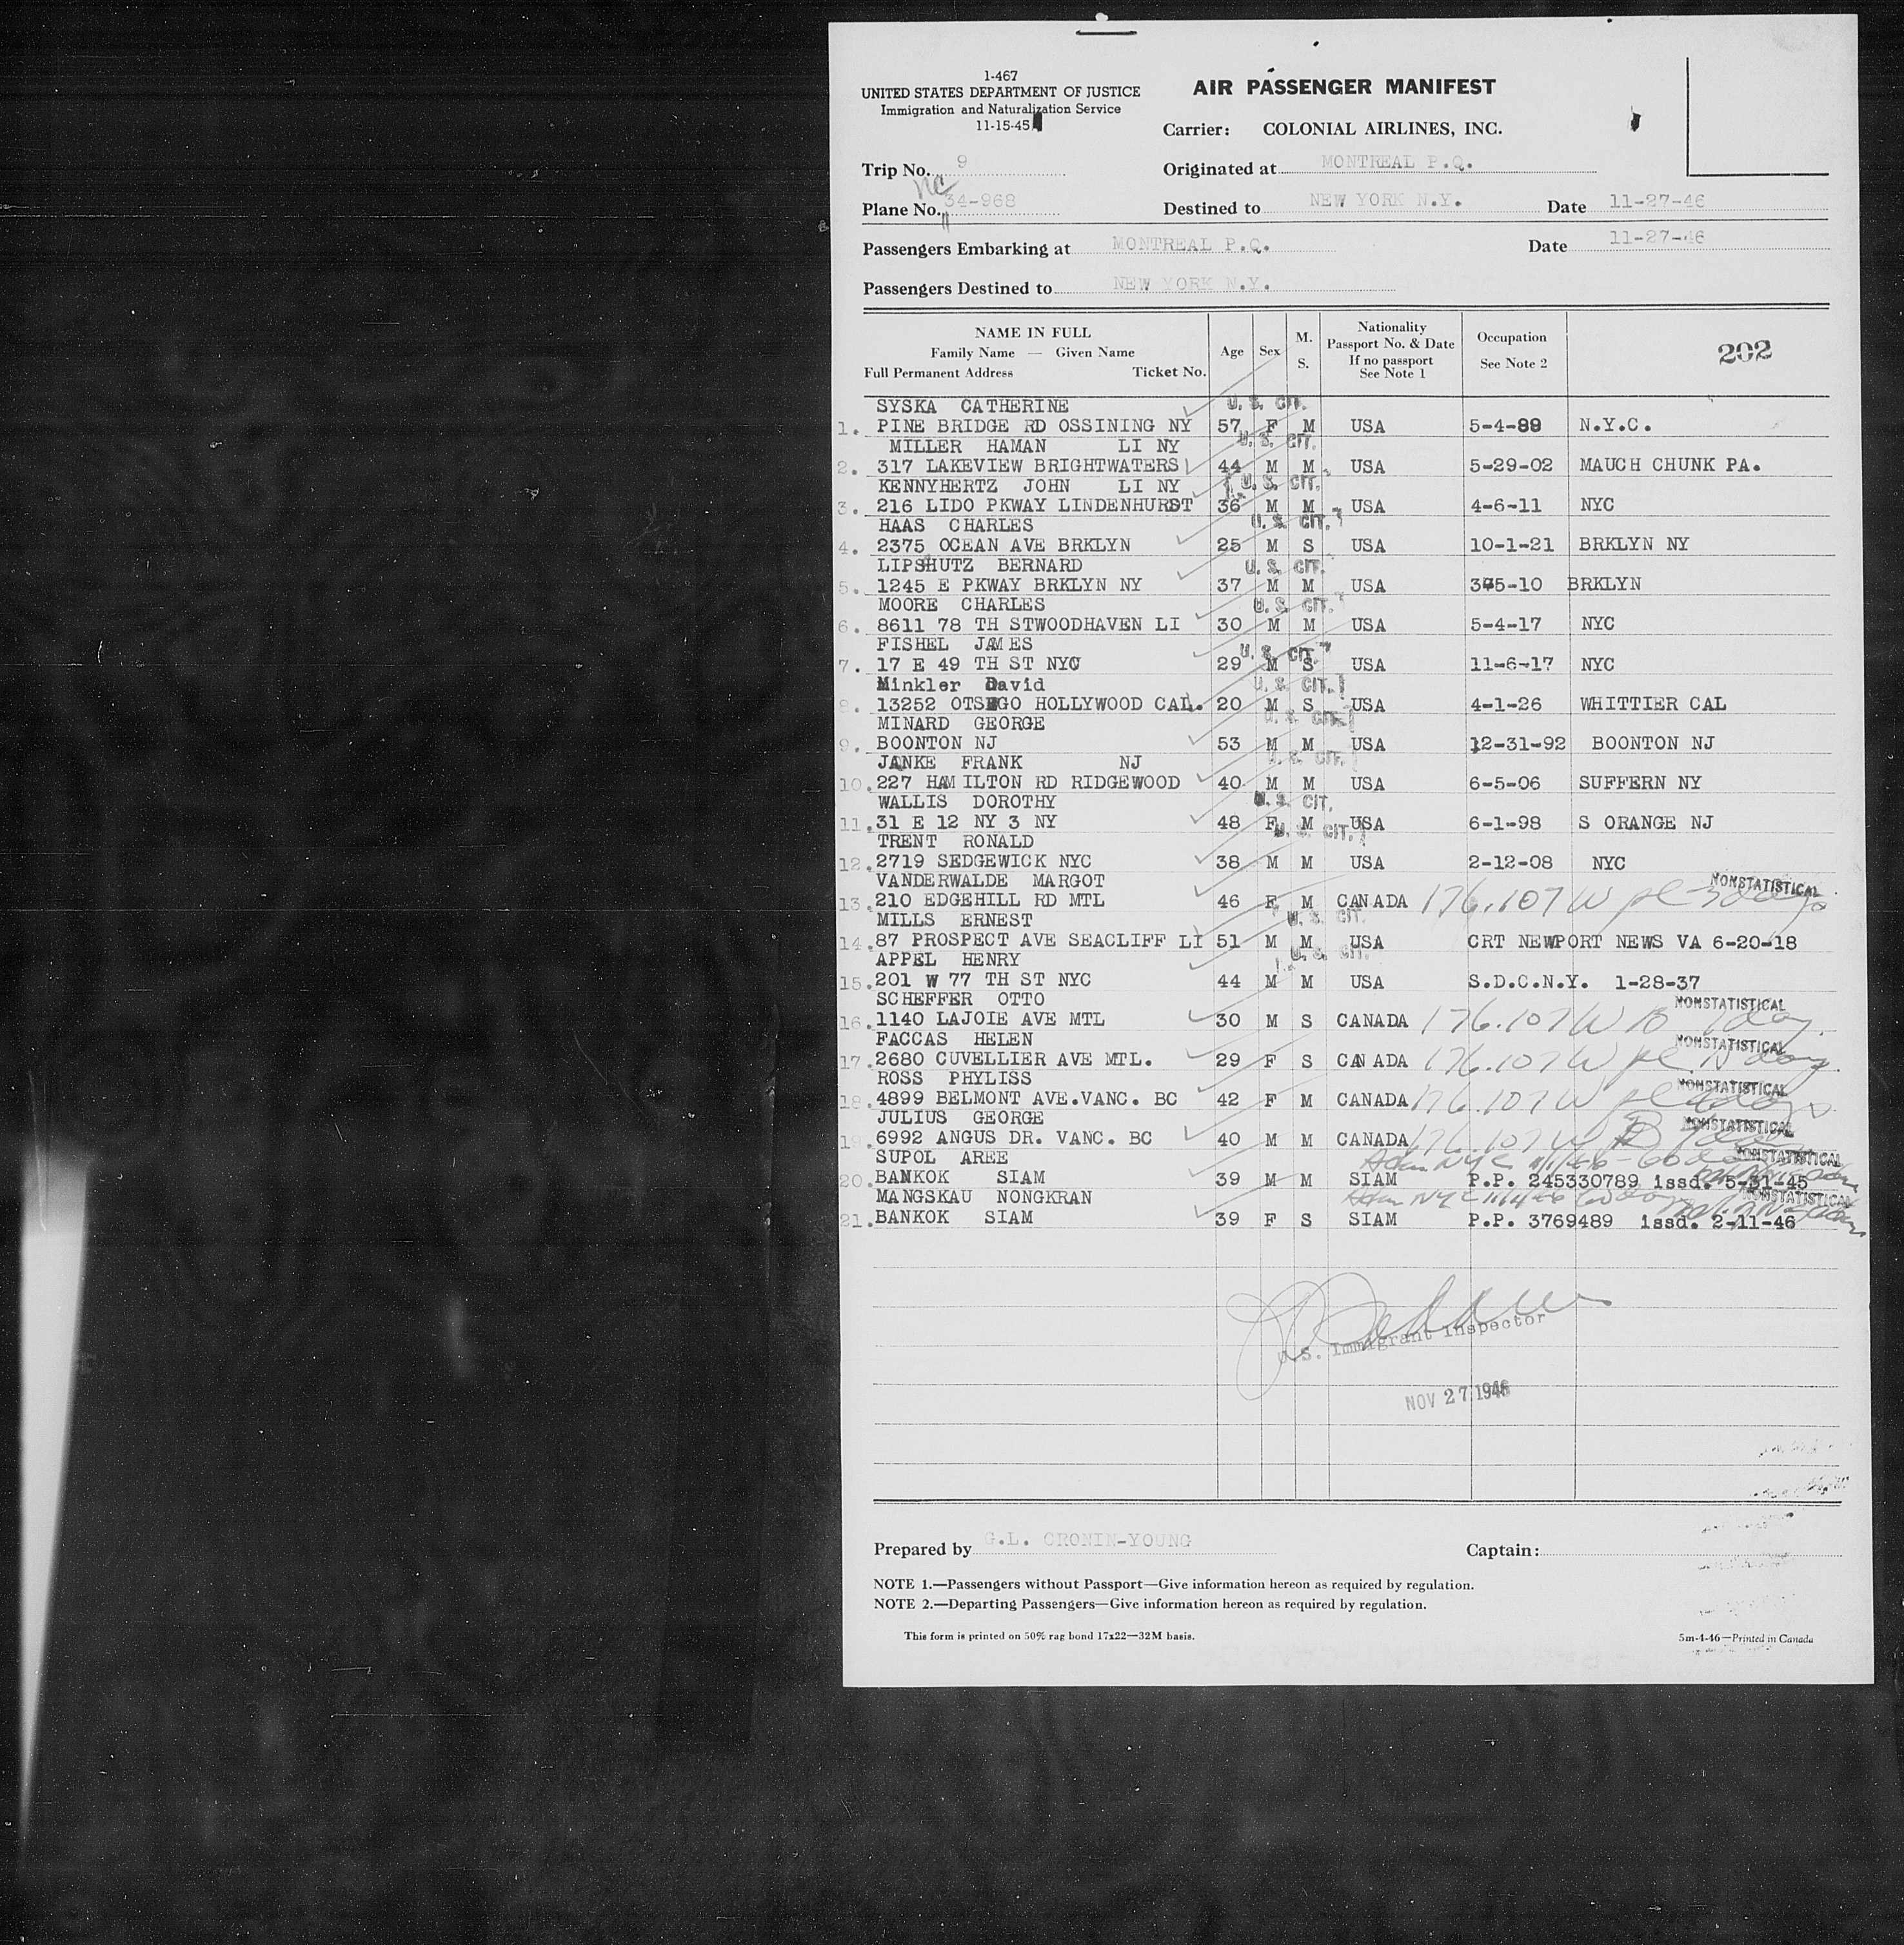 1-467
UNITED STATES DEPARTMENT OF JUSTICE
Immigration and Naturalization Service
11-15-45
AIR PASSENGER MANIFEST
Carrier: COLONIAL AIRLINES, INC.
Trip No. 9
Originated at MONTREAL P.Q.
NC
Plane No. 34-968
Destined to NEW YORK N.Y. Date 11-27-46
Passengers Embarking at MONTREAL P.Q. Date 11-27-46
Passengers Destined to NEW YORK N.Y.
NAME IN FULL
Family Name — Given Name
Full Permanent Address Ticket No.
Age Sex M. S.
Nationality
Passport No. & Date
If no passport
See Note 1
Occupation
See Note 2
202
SYSKA CATHERINE U. S. CIT.
1. PINE BRIDGE RD OSSINING NY 57 F M USA 5-4-89 N.Y.C.
MILLER HAMAN LI NY U. S. CIT.
2. 317 LAKEVIEW BRIGHTWATERS 44 M M USA 5-29-02 MAUCH CHUNK PA.
KENNYHERTZ JOHN LI NY U. S. CIT.
3. 216 LIDO PKWAY LINDENHURST 36 M M USA 4-6-11 NYC
HAAS CHARLES U. S. CIT.
4. 2375 OCEAN AVE BRKLYN 25 M S USA 10-1-21 BRKLYN NY
LIPSHUTZ BERNARD U. S. CIT.
5. 1245 E PKWAY BRKLYN NY 37 M M USA BRKLYN
MOORE CHARLES U. S. CIT.
6. 8611 78 TH STWOODHAVEN LI 30 M M USA 5-4-17 NYC
FISHEL JAMES U. S. CIT.
7. 17 E 49 TH ST NYC 29 M S USA 11-6-17 NYC
Minkler David U. S. CIT.
8. 13252 OTSEGO HOLLYWOOD CAL. 20 M S USA 4-1-26 WHITTIER CAL
MINARD GEORGE U. S. CIT.
9. BOONTON NJ 53 M M USA 12-31-92 BOONTON NJ
JANKE FRANK NJ U. S. CIT.
10. 227 HAMILTON RD RIDGEWOOD 40 M M USA 6-5-06 SUFFERN NY
WALLIS DOROTHY U. S. CIT.
11. 31 E 12 NY 3 NY 48 F M USA 6-1-98 S ORANGE NJ
TRENT RONALD U. S. CIT.
12. 2719 SEDGEWICK NYC 38 M M USA 2-12-08 NYC
VANDERWALDE MARGOT NONSTATISTICAL
13. 210 EDGEHILL RD MTL 46 F M CANADA 176.107 W
MILLS ERNEST U. S. CIT.
14. 87 PROSPECT AVE SEACLIFF LI 51 M M USA CRT NEWPORT NEWS VA 6-20-18
APPEL HENRY U. S. CIT.
15. 201 W 77 TH ST NYC 44 M M USA S.D.C.N.Y. 1-28-37
SCHEFFER OTTO NONSTATISTICAL
16. 1140 LAJOIE AVE MTL 30 M S CANADA 176.107 W
FACCAS HELEN NONSTATISTICAL
17. 2680 CUVELLIER AVE MTL. 29 F S CANADA 176.107 W
ROSS PHYLISS NONSTATISTICAL
18. 4899 BELMONT AVE.VANC. BC 42 F M CANADA 176.107 W
JULIUS GEORGE NONSTATISTICAL
19. 6992 ANGUS DR. VANC. BC 40 M M CANADA 176.107 W
SUPOL AREE NONSTATISTICAL
20. BANKOK SIAM 39 M M SIAM P.P. 245330789 issd. 5-31-45
MANGSKAU NONGKRAN NONSTATISTICAL
21. BANKOK SIAM 39 F S SIAM P.P. 3769489 issd. 2-11-46
U.S. Immigrant Inspector
NOV 27 1946
Prepared by G.L. CRONIN-YOUNG
Captain:
NOTE 1.—Passengers without Passport—Give information hereon as required by regulation.
NOTE 2.—Departing Passengers—Give information hereon as required by regulation.
This form is printed on 50% rag bond 17x22—32M basis.
5m-4-46—Printed in Canada